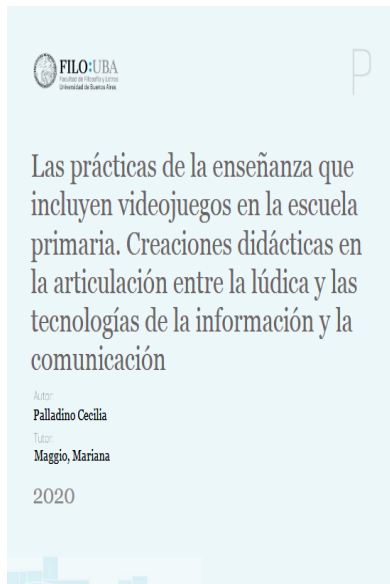 FILO:UBA
Facultad de Filosofía y Letras
Universidad de Buenos Aires
P
Las prácticas de la enseñanza que
incluyen videojuegos en la escuela
primaria. Creaciones didácticas en
la articulación entre la lúdica y las
tecnologías de la información y la
comunicación
Autor:
Palladino Cecilia
Tutor:
Maggio, Mariana
2020